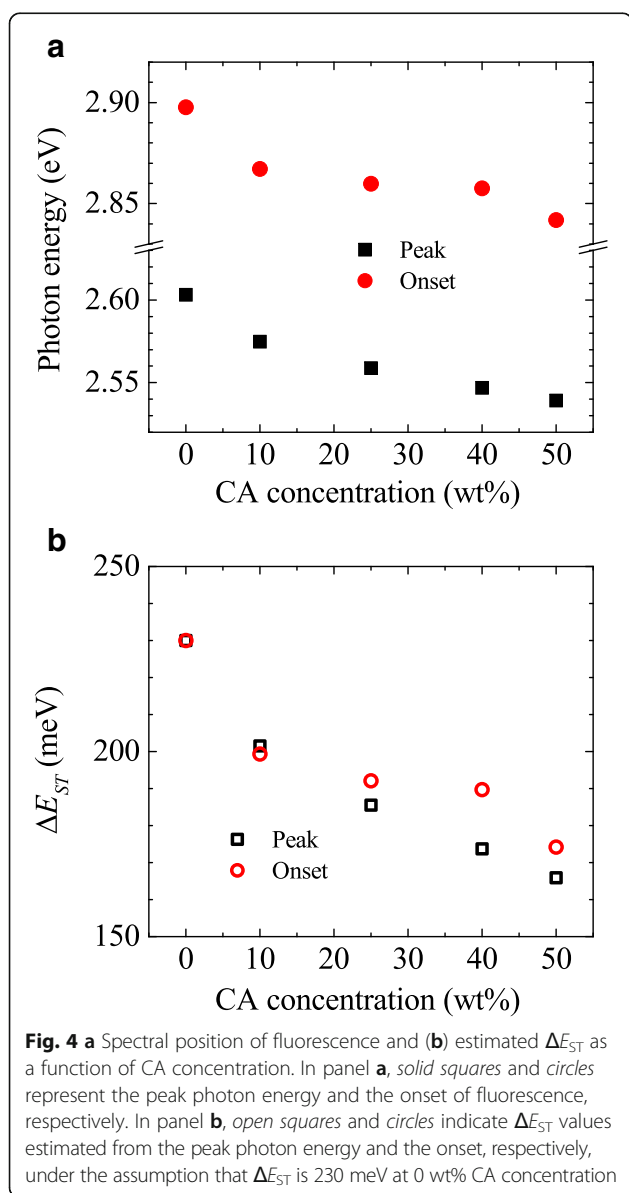 a
2.90
2.85
2.60
2.55
Photon energy (eV)
Peak
Onset
0 10 20 30 40 50
CA concentration (wt%)
b
250
200
150
ΔE_ST (meV)
Peak
Onset
0 10 20 30 40 50
CA concentration (wt%)
Fig. 4 a Spectral position of fluorescence and (b) estimated ΔE_ST as
a function of CA concentration. In panel a, solid squares and circles
represent the peak photon energy and the onset of fluorescence,
respectively. In panel b, open squares and circles indicate ΔE_ST values
estimated from the peak photon energy and the onset, respectively,
under the assumption that ΔE_ST is 230 meV at 0 wt% CA concentration